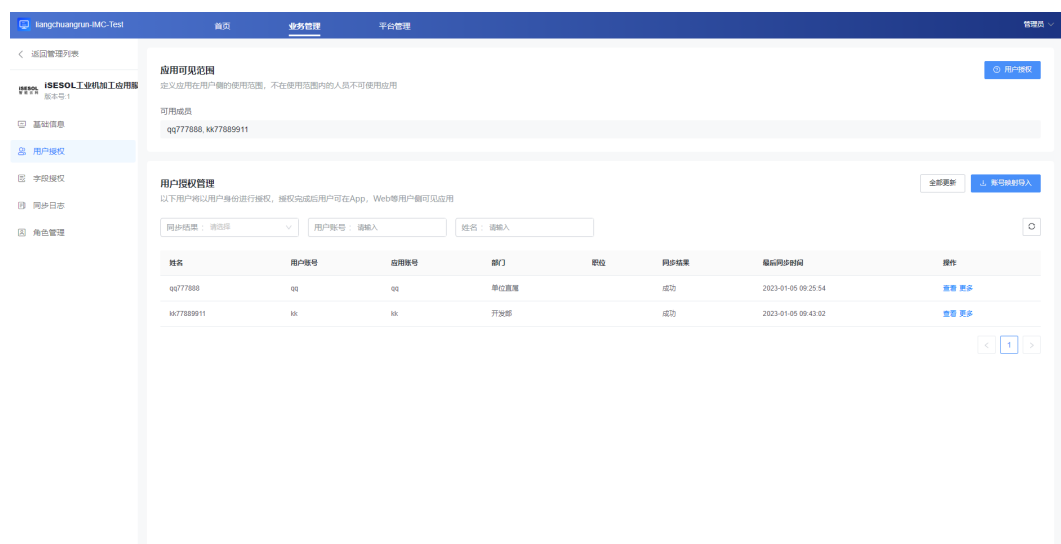 liangchuangrun-IMC-Test 首页 业务管理 平台管理 管理员
返回管理列表
iSESOL iSESOL工业机加工应用服
版本号:1
基础信息
用户授权
字段授权
同步日志
角色管理
应用可见范围 用户授权
定义应用在用户侧的使用范围，不在使用范围内的人员不可使用应用
可用成员
qq777888, kk77889911
用户授权管理 全部更新 账号映射导入
以下用户将以用户身份进行授权，授权完成后用户可在App，Web等用户侧可见应用
同步结果 : 请选择 用户账号 : 请输入 姓名 : 请输入
姓名 用户账号 应用账号 部门 职位 同步结果 最后同步时间 操作
qq777888 qq qq 单位直属 成功 2023-01-05 09:25:54 查看 更多
kk77889911 kk kk 开发部 成功 2023-01-05 09:43:02 查看 更多
< 1 >